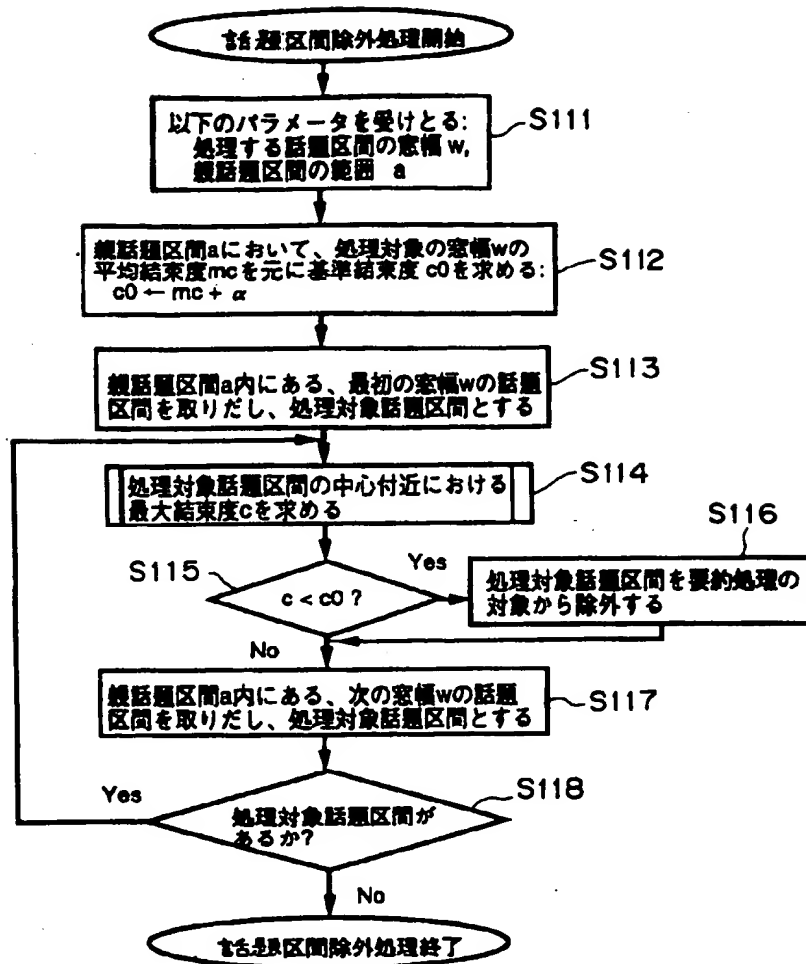 話題区間除外処理開始
以下のパラメータを受けとる:
処理する話題区間の窓幅 w,
親話題区間の範囲 a
S111
親話題区間aにおいて、処理対象の窓幅wの
平均結束度mcを元に基準結束度 c0を求める:
c0 ← mc + α
S112
親話題区間a内にある、最初の窓幅wの話題
区間を取りだし、処理対象話題区間とする
S113
処理対象話題区間の中心付近における
最大結束度cを求める
S114
S115
c < c0 ?
Yes
No
S116
処理対象話題区間を要約処理の
対象から除外する
親話題区間a内にある、次の窓幅wの話題
区間を取りだし、処理対象話題区間とする
S117
処理対象話題区間が
あるか?
S118
Yes
No
話題区間除外処理終了